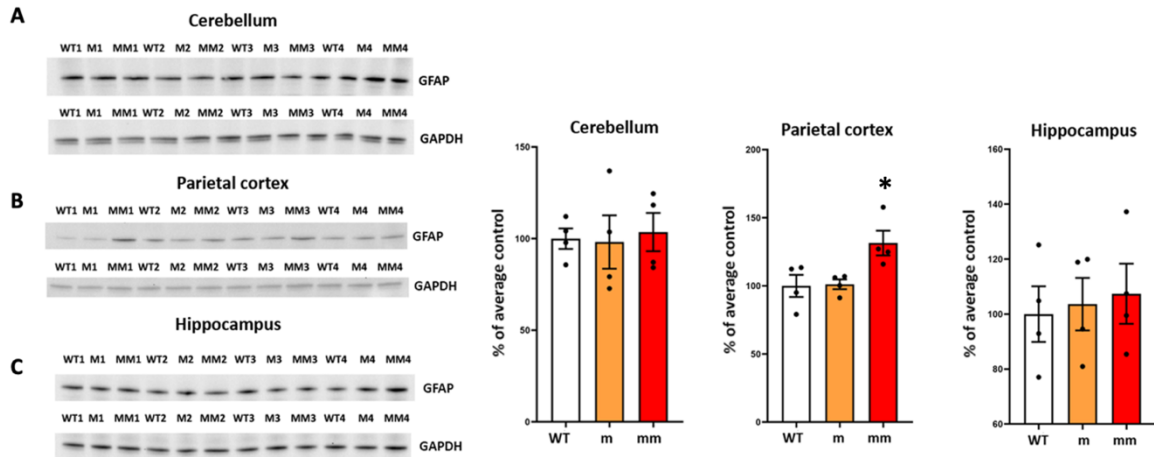 A
Cerebellum
WT1 M1 MM1 WT2 M2 MM2 WT3 M3 MM3 WT4 M4 MM4
GFAP
WT1 M1 MM1 WT2 M2 MM2 WT3 M3 MM3 WT4 M4 MM4
GAPDH
B
Parietal cortex
WT1 M1 MM1 WT2 M2 MM2 WT3 M3 MM3 WT4 M4 MM4
GFAP
WT1 M1 MM1 WT2 M2 MM2 WT3 M3 MM3 WT4 M4 MM4
GAPDH
C
Hippocampus
WT1 M1 MM1 WT2 M2 MM2 WT3 M3 MM3 WT4 M4 MM4
GFAP
WT1 M1 MM1 WT2 M2 MM2 WT3 M3 MM3 WT4 M4 MM4
GAPDH
Cerebellum
% of average control
150
100
50
0
WT m mm
Parietal cortex
% of average control
200
150
100
50
0
*
WT m mm
Hippocampus
% of average control
160
140
120
100
80
60
WT m mm